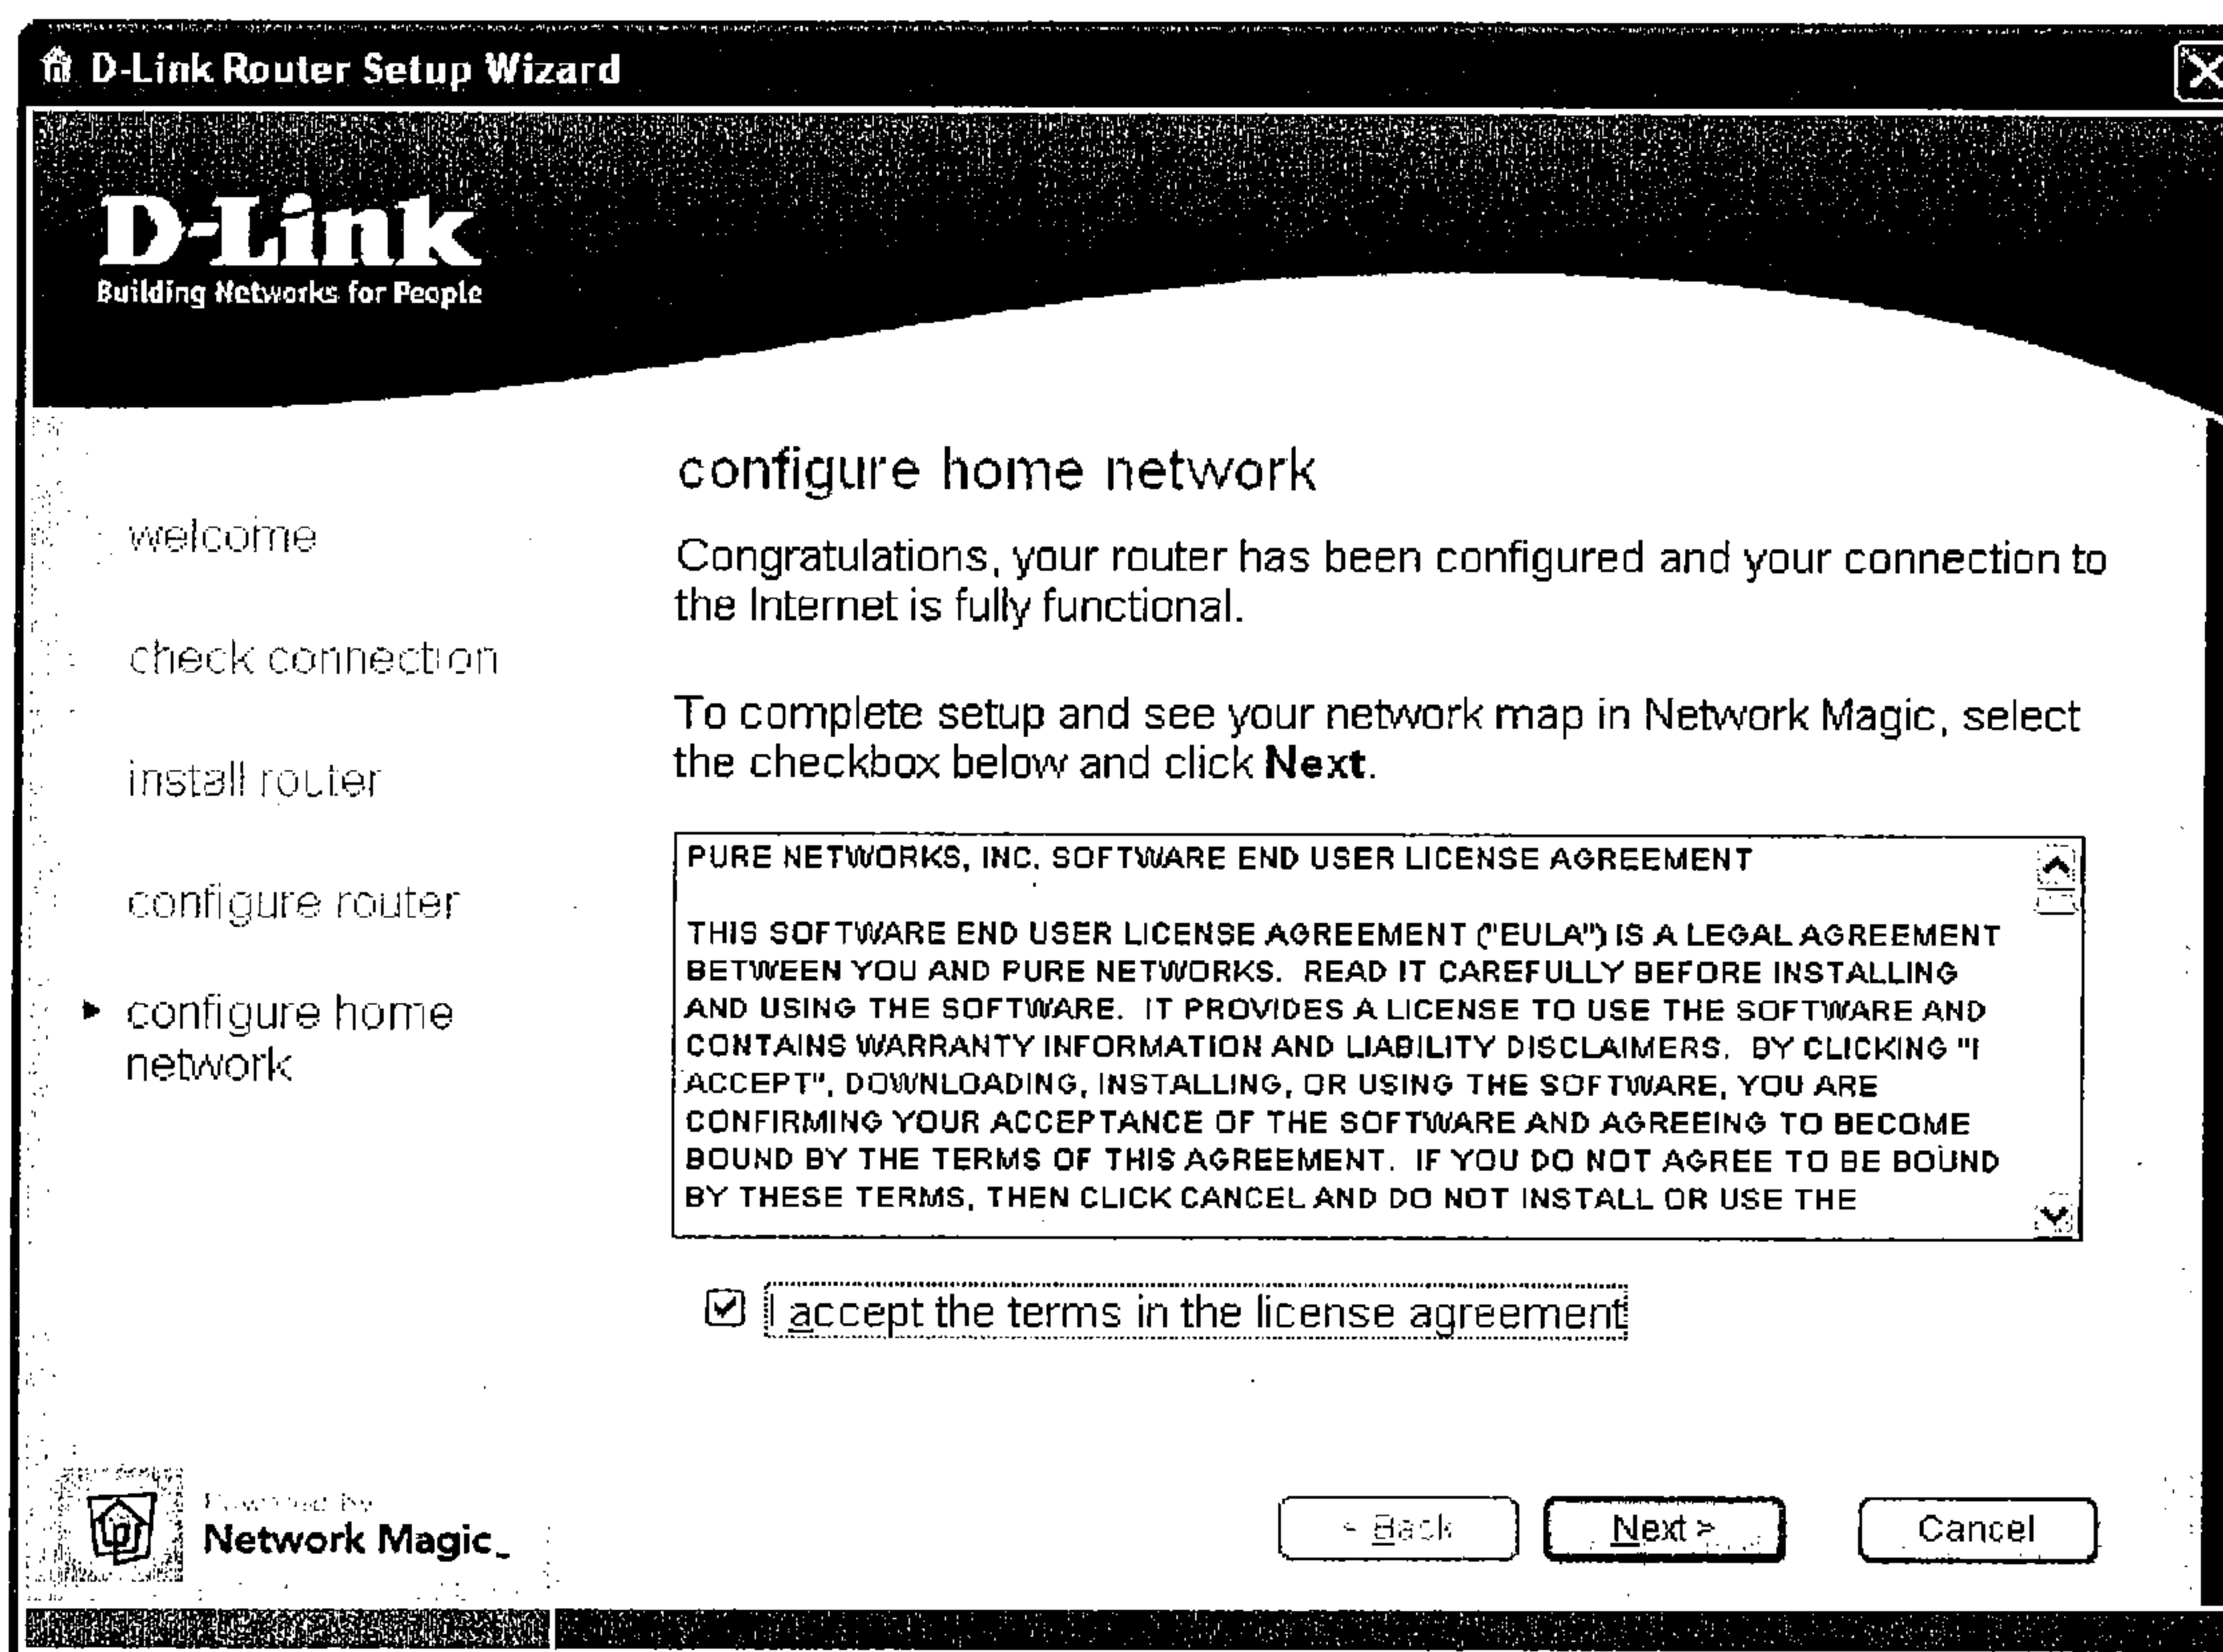 D-Link Router Setup Wizard
D-Link
Building Networks for People
welcome
check connection
install router
configure router
configure home
network
configure home network
Congratulations, your router has been configured and your connection to
the Internet is fully functional.
To complete setup and see your network map in Network Magic, select
the checkbox below and click Next.
PURE NETWORKS, INC. SOFTWARE END USER LICENSE AGREEMENT
THIS SOFTWARE END USER LICENSE AGREEMENT ("EULA") IS A LEGAL AGREEMENT
BETWEEN YOU AND PURE NETWORKS. READ IT CAREFULLY BEFORE INSTALLING
AND USING THE SOFTWARE. IT PROVIDES A LICENSE TO USE THE SOFTWARE AND
CONTAINS WARRANTY INFORMATION AND LIABILITY DISCLAIMERS. BY CLICKING "I
ACCEPT", DOWNLOADING, INSTALLING, OR USING THE SOFTWARE, YOU ARE
CONFIRMING YOUR ACCEPTANCE OF THE SOFTWARE AND AGREEING TO BECOME
BOUND BY THE TERMS OF THIS AGREEMENT. IF YOU DO NOT AGREE TO BE BOUND
BY THESE TERMS, THEN CLICK CANCEL AND DO NOT INSTALL OR USE THE
I accept the terms in the license agreement
Powered by
Network Magic
< Back
Next >
Cancel